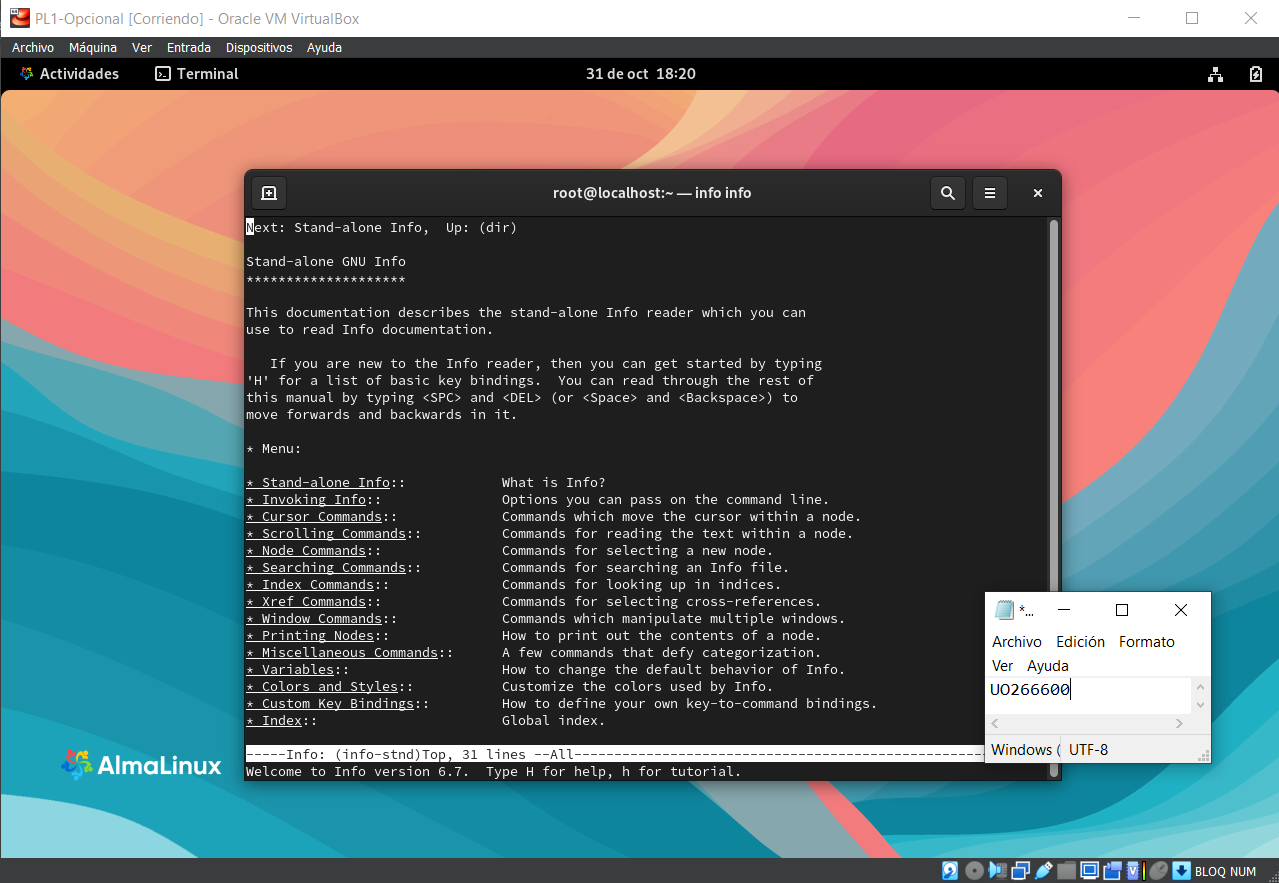 PL1-Opcional [Corriendo] - Oracle VM VirtualBox
Archivo Máquina Ver Entrada Dispositivos Ayuda
Actividades Terminal 31 de oct 18:20
root@localhost:~ — info info
Next: Stand-alone Info,  Up: (dir)
Stand-alone GNU Info
********************
This documentation describes the stand-alone Info reader which you can
use to read Info documentation.
If you are new to the Info reader, then you can get started by typing
'H' for a list of basic key bindings.  You can read through the rest of
this manual by typing <SPC> and <DEL> (or <Space> and <Backspace>) to
move forwards and backwards in it.
* Menu:
* Stand-alone Info:: What is Info?
* Invoking Info:: Options you can pass on the command line.
* Cursor Commands:: Commands which move the cursor within a node.
* Scrolling Commands:: Commands for reading the text within a node.
* Node Commands:: Commands for selecting a new node.
* Searching Commands:: Commands for searching an Info file.
* Index Commands:: Commands for looking up in indices.
* Xref Commands:: Commands for selecting cross-references.
* Window Commands:: Commands which manipulate multiple windows.
* Printing Nodes:: How to print out the contents of a node.
* Miscellaneous Commands:: A few commands that defy categorization.
* Variables:: How to change the default behavior of Info.
* Colors and Styles:: Customize the colors used by Info.
* Custom Key Bindings:: How to define your own key-to-command bindings.
* Index:: Global index.
-----Info: (info-stnd)Top, 31 lines --All-----------------------------------------------------
Welcome to Info version 6.7.  Type H for help, h for tutorial.
*...
Archivo Edición Formato
Ver Ayuda
UO266600
Windows ( UTF-8
AlmaLinux
BLOQ NUM